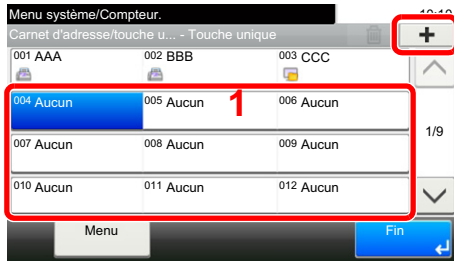 Menu système/Compteur.
Carnet d'adresse/touche u... - Touche unique
001 AAA 002 BBB 003 CCC
004 Aucun 005 Aucun 006 Aucun
1
1/9
007 Aucun 008 Aucun 009 Aucun
010 Aucun 011 Aucun 012 Aucun
Menu Fin